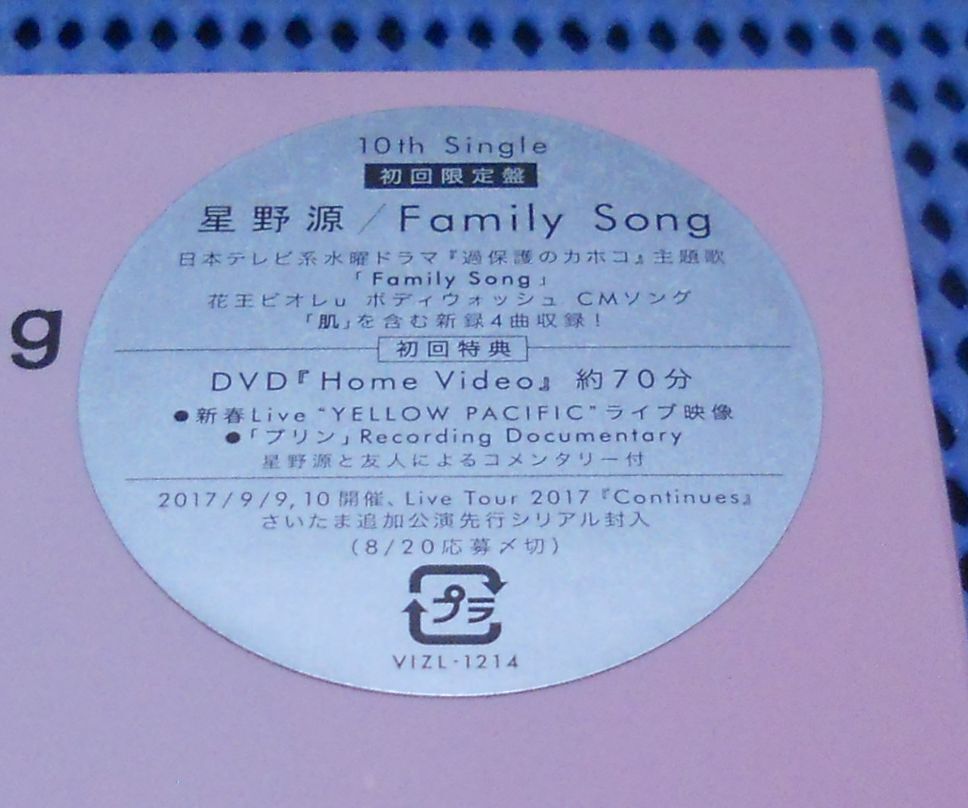 10th Single
初回限定盤
星野源／Family Song
日本テレビ系水曜ドラマ『過保護のカホコ』主題歌
「Family Song」
花王ビオレu ボディウォッシュ CMソング
「肌」を含む新録4曲収録！
初回特典
DVD『Home Video』約70分
●新春Live "YELLOW PACIFIC" ライブ映像
●「プリン」Recording Documentary
星野源と友人によるコメンタリー付
2017/9/9,10開催、Live Tour 2017『Continues』
さいたま追加公演先行シリアル封入
(8/20応募〆切)
プラ
VIZL-1214
g